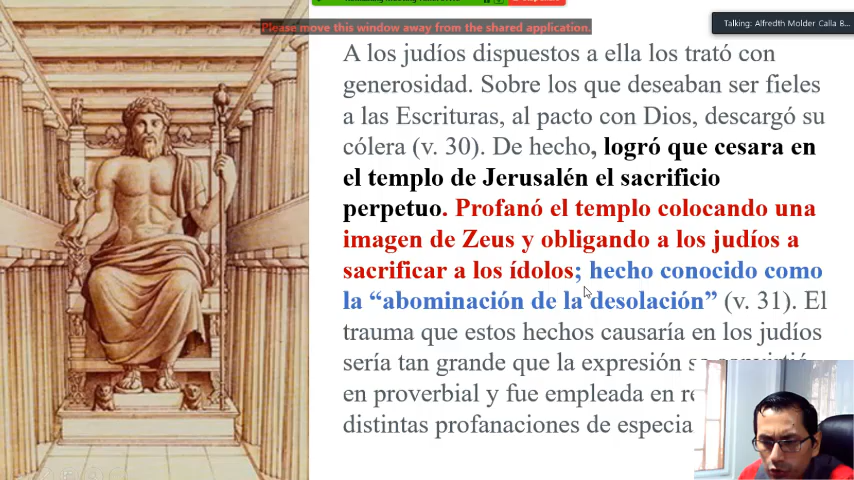 Please move this window away from the shared application.
Talking: Alfredth Molder Calla B...
A los judíos dispuestos a ella los trató con
generosidad. Sobre los que deseaban ser fieles
a las Escrituras, al pacto con Dios, descargó su
cólera (v. 30). De hecho, logró que cesara en
el templo de Jerusalén el sacrificio
perpetuo. Profanó el templo colocando una
imagen de Zeus y obligando a los judíos a
sacrificar a los ídolos; hecho conocido como
la “abominación de la desolación” (v. 31). El
trauma que estos hechos causaría en los judíos
sería tan grande que la expresión
en proverbial y fue empleada en
distintas profanaciones de